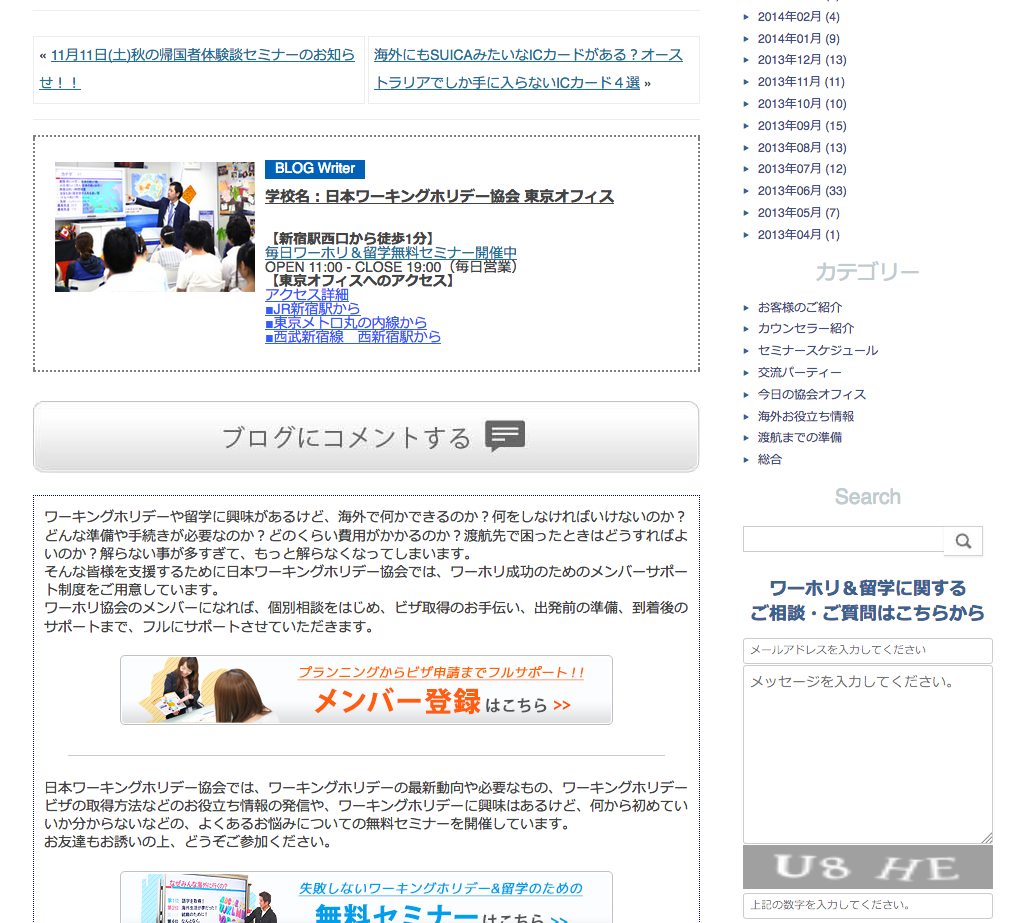 « 11月11日(土)秋の帰国者体験談セミナーのお知ら
せ！！
海外にもSUICAみたいなICカードがある？オース
トラリアでしか手に入らないICカード４選 »
BLOG Writer
学校名：日本ワーキングホリデー協会 東京オフィス
【新宿駅西口から徒歩1分】
毎日ワーホリ＆留学無料セミナー開催中
OPEN 11:00 - CLOSE 19:00（毎日営業）
【東京オフィスへのアクセス】
アクセス詳細
■JR新宿駅から
■東京メトロ丸の内線から
■西武新宿線　西新宿駅から
ブログにコメントする
ワーキングホリデーや留学に興味があるけど、海外で何かできるのか？何をしなければいけないのか？
どんな準備や手続きが必要なのか？どのくらい費用がかかるのか？渡航先で困ったときはどうすればよ
いのか？解らない事が多すぎて、もっと解らなくなってしまいます。
そんな皆様を支援するために日本ワーキングホリデー協会では、ワーホリ成功のためのメンバーサポー
ト制度をご用意しています。
ワーホリ協会のメンバーになれば、個別相談をはじめ、ビザ取得のお手伝い、出発前の準備、到着後の
サポートまで、フルにサポートさせていただきます。
プランニングからビザ申請までフルサポート！！
メンバー登録はこちら >>
日本ワーキングホリデー協会では、ワーキングホリデーの最新動向や必要なもの、ワーキングホリデー
ビザの取得方法などのお役立ち情報の発信や、ワーキングホリデーに興味はあるけど、何から初めてい
いか分からないなどの、よくあるお悩みについての無料セミナーを開催しています。
お友達もお誘いの上、どうぞご参加ください。
なぜみんな海外に行くの?
失敗しないワーキングホリデー&留学のための
無料セミナーはこちら >>
2014年02月 (4)
2014年01月 (9)
2013年12月 (13)
2013年11月 (11)
2013年10月 (10)
2013年09月 (15)
2013年08月 (13)
2013年07月 (12)
2013年06月 (33)
2013年05月 (7)
2013年04月 (1)
カテゴリー
お客様のご紹介
カウンセラー紹介
セミナースケジュール
交流パーティー
今日の協会オフィス
海外お役立ち情報
渡航までの準備
総合
Search
ワーホリ＆留学に関する
ご相談・ご質問はこちらから
メールアドレスを入力してください
メッセージを入力してください。
U8 HE
上記の数字を入力してください。